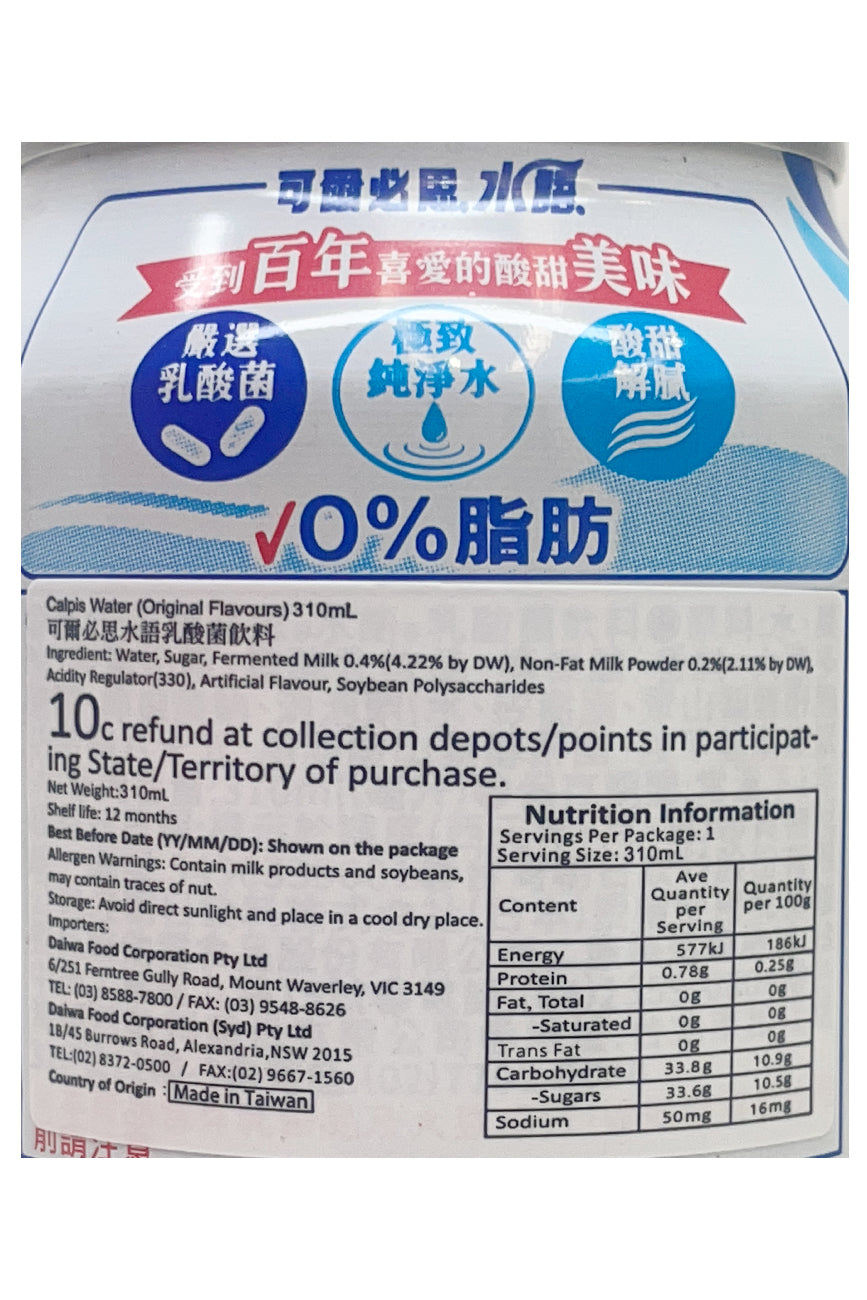 可爾必思 水語
受到百年喜愛的酸甜美味
嚴選
乳酸菌
極致
純淨水
酸甜
解膩
0%脂肪
Calpis Water (Original Flavours) 310mL
可爾必思水語乳酸菌飲料
Ingredient: Water, Sugar, Fermented Milk 0.4%(4.22% by DW), Non-Fat Milk Powder 0.2%(2.11% by DW),
Acidity Regulator(330), Artificial Flavour, Soybean Polysaccharides
10c refund at collection depots/points in participat-
ing State/Territory of purchase.
Net Weight:310mL
Shelf life: 12 months
Best Before Date (YY/MM/DD): Shown on the package
Allergen Warnings: Contain milk products and soybeans,
may contain traces of nut.
Storage: Avoid direct sunlight and place in a cool dry place.
Importers:
Daiwa Food Corporation Pty Ltd
6/251 Ferntree Gully Road, Mount Waverley, VIC 3149
TEL: (03) 8588-7800 / FAX: (03) 9548-8626
Daiwa Food Corporation (Syd) Pty Ltd
1B/45 Burrows Road, Alexandria,NSW 2015
TEL:(02) 8372-0500 / FAX:(02) 9667-1560
Country of Origin : Made in Taiwan
Nutrition Information
Servings Per Package: 1
Serving Size: 310mL
Content Ave Quantity per Serving Quantity per 100g
Energy 577kJ 186kJ
Protein 0.78g 0.25g
Fat, Total 0g 0g
-Saturated 0g 0g
Trans Fat 0g 0g
Carbohydrate 33.8g 10.9g
-Sugars 33.6g 10.5g
Sodium 50mg 16mg